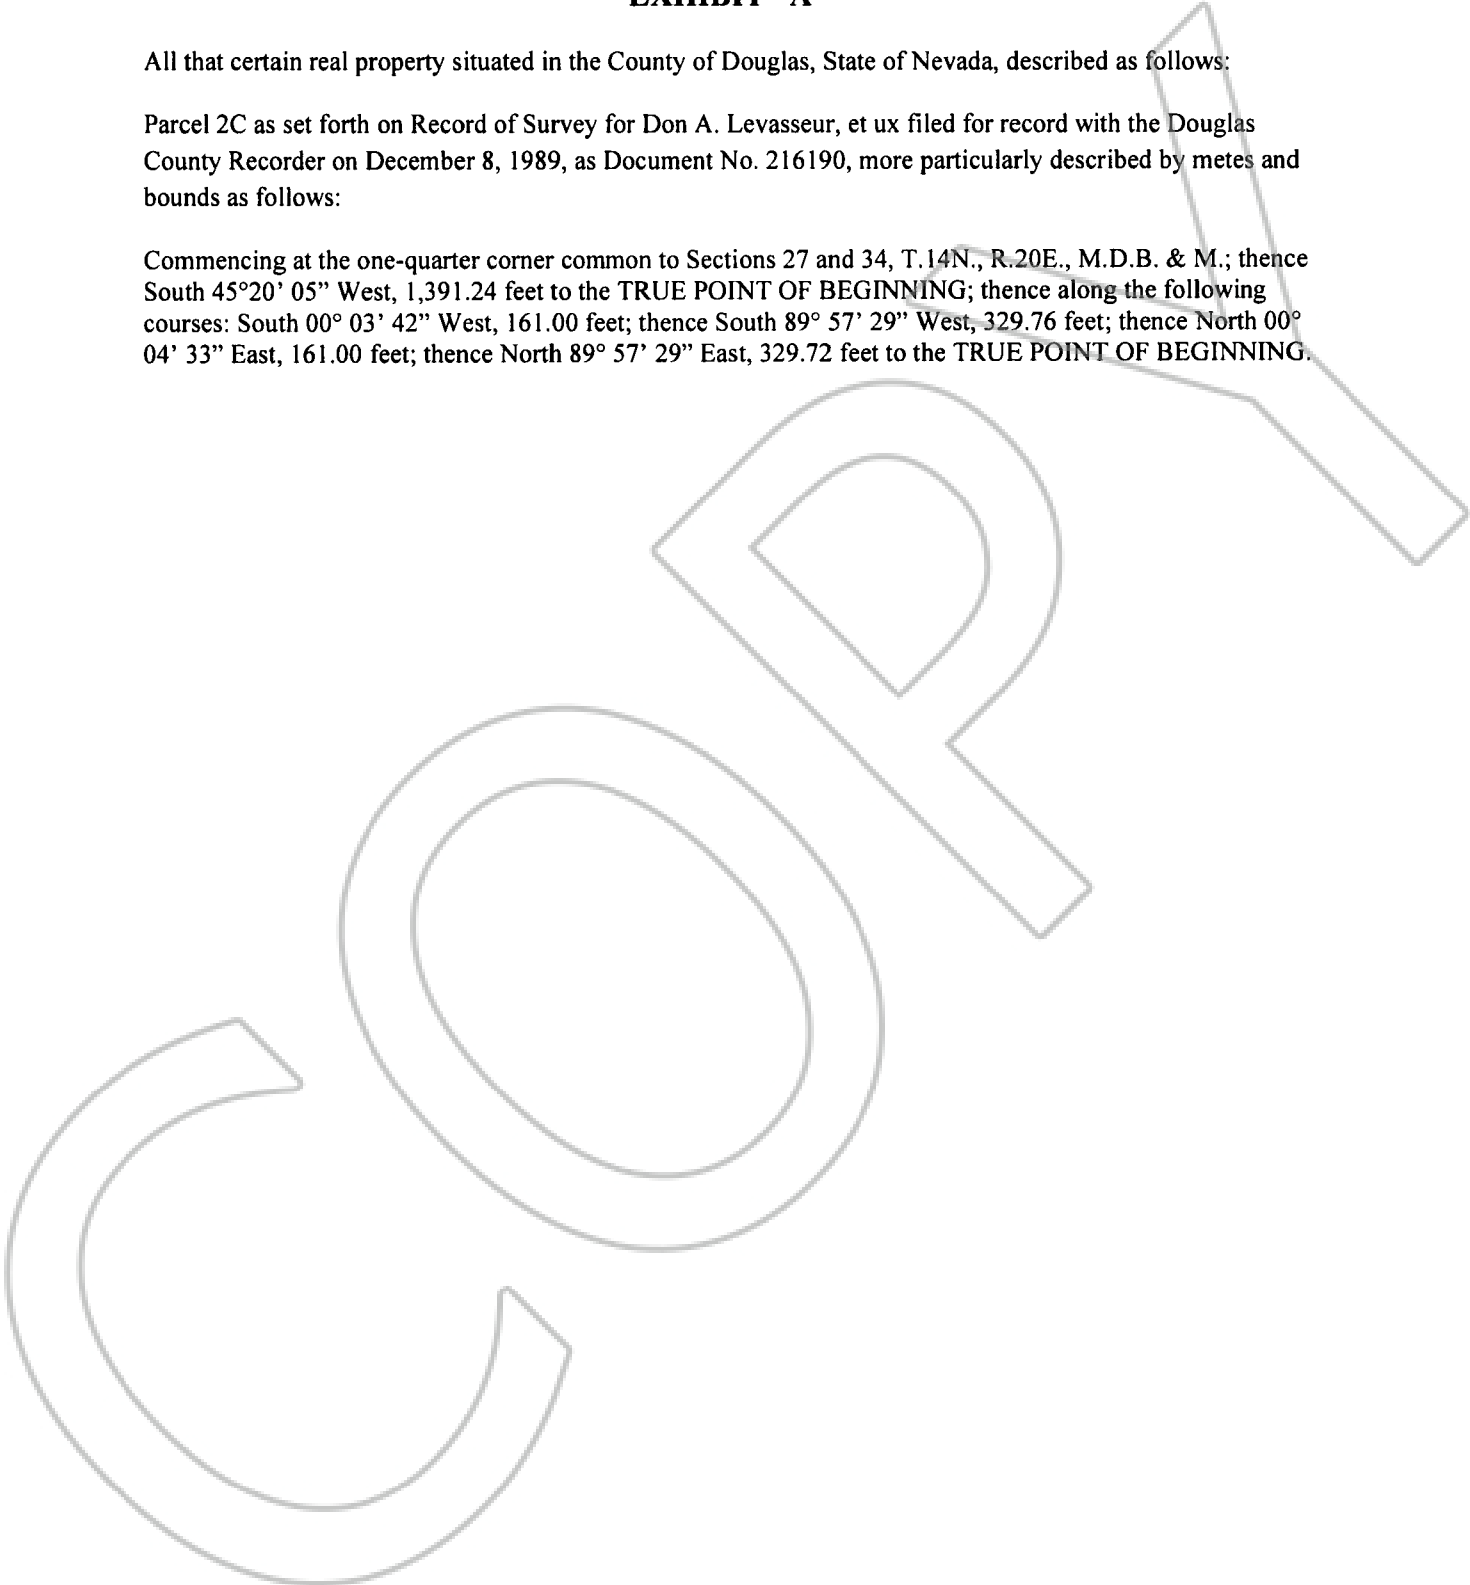 EXHIBIT "A"
All that certain real property situated in the County of Douglas, State of Nevada, described as follows:
Parcel 2C as set forth on Record of Survey for Don A. Levasseur, et ux filed for record with the Douglas
County Recorder on December 8, 1989, as Document No. 216190, more particularly described by metes and
bounds as follows:
Commencing at the one-quarter corner common to Sections 27 and 34, T.14N., R.20E., M.D.B. & M.; thence
South 45°20’ 05” West, 1,391.24 feet to the TRUE POINT OF BEGINNING; thence along the following
courses: South 00° 03’ 42” West, 161.00 feet; thence South 89° 57’ 29” West, 329.76 feet; thence North 00°
04’ 33” East, 161.00 feet; thence North 89° 57’ 29” East, 329.72 feet to the TRUE POINT OF BEGINNING.
COPY